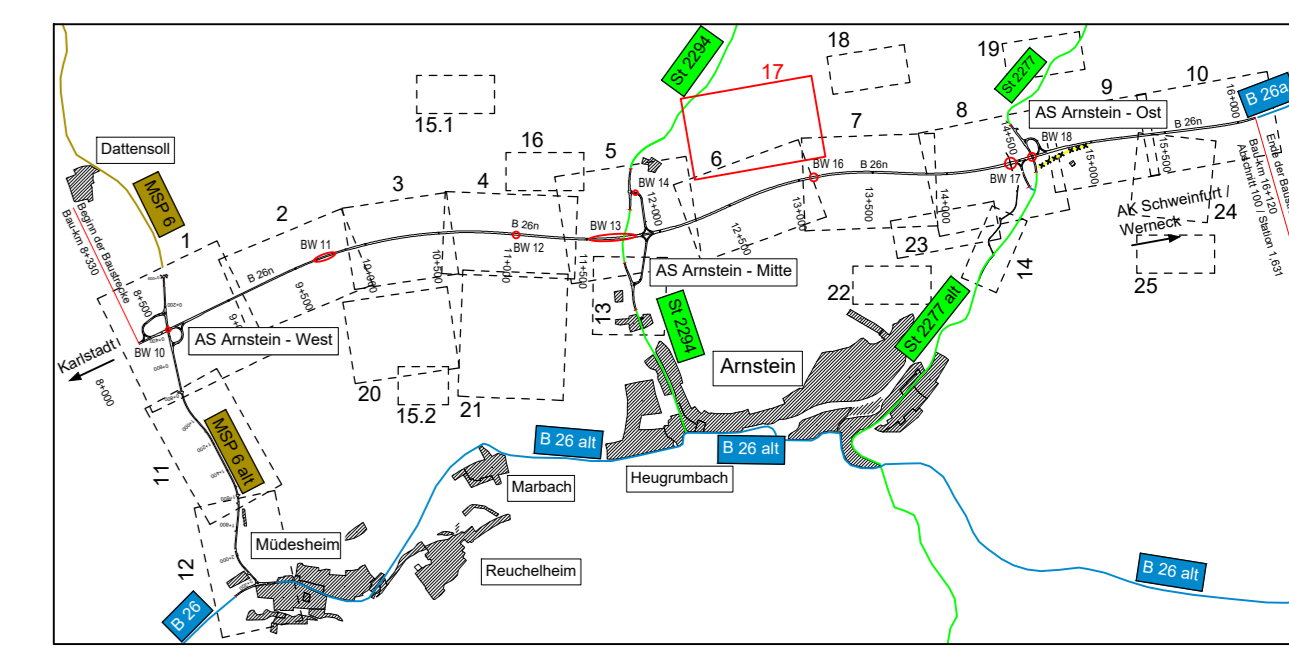 18
19
St 2294
St 2277
17
10
9
16+000
B 26a
15.1
7
8
AS Arnstein - Ost
B 26n
14+500
BW 18
16
Dattensoll
5
6
BW 16
B 26n
BW 17
15+000
15+500
Ende der Baustrecke
Bau-km 16+120
Abschnitt 1000 / Station 1,631
MSP 6
3
4
BW 14
12+000
13+000
13+500
14+000
AK Schweinfurt /
Werneck
24
Beginn der Baustrecke
Bau-km 8+330
2
1
B 26n
BW 11
BW 12
BW 13
12+500
23
14
25
8+500
B 26n
9+500
10+000
10+500
11+000
11+500
AS Arnstein - Mitte
22
AS Arnstein - West
BW 10
13
St 2294
St 2277 alt
Karlstadt
8+000
20
15.2
21
Arnstein
MSP 6 alt
11
B 26 alt
B 26 alt
Marbach
Heugrumbach
12
Müdesheim
Reuchelheim
B 26
B 26 alt